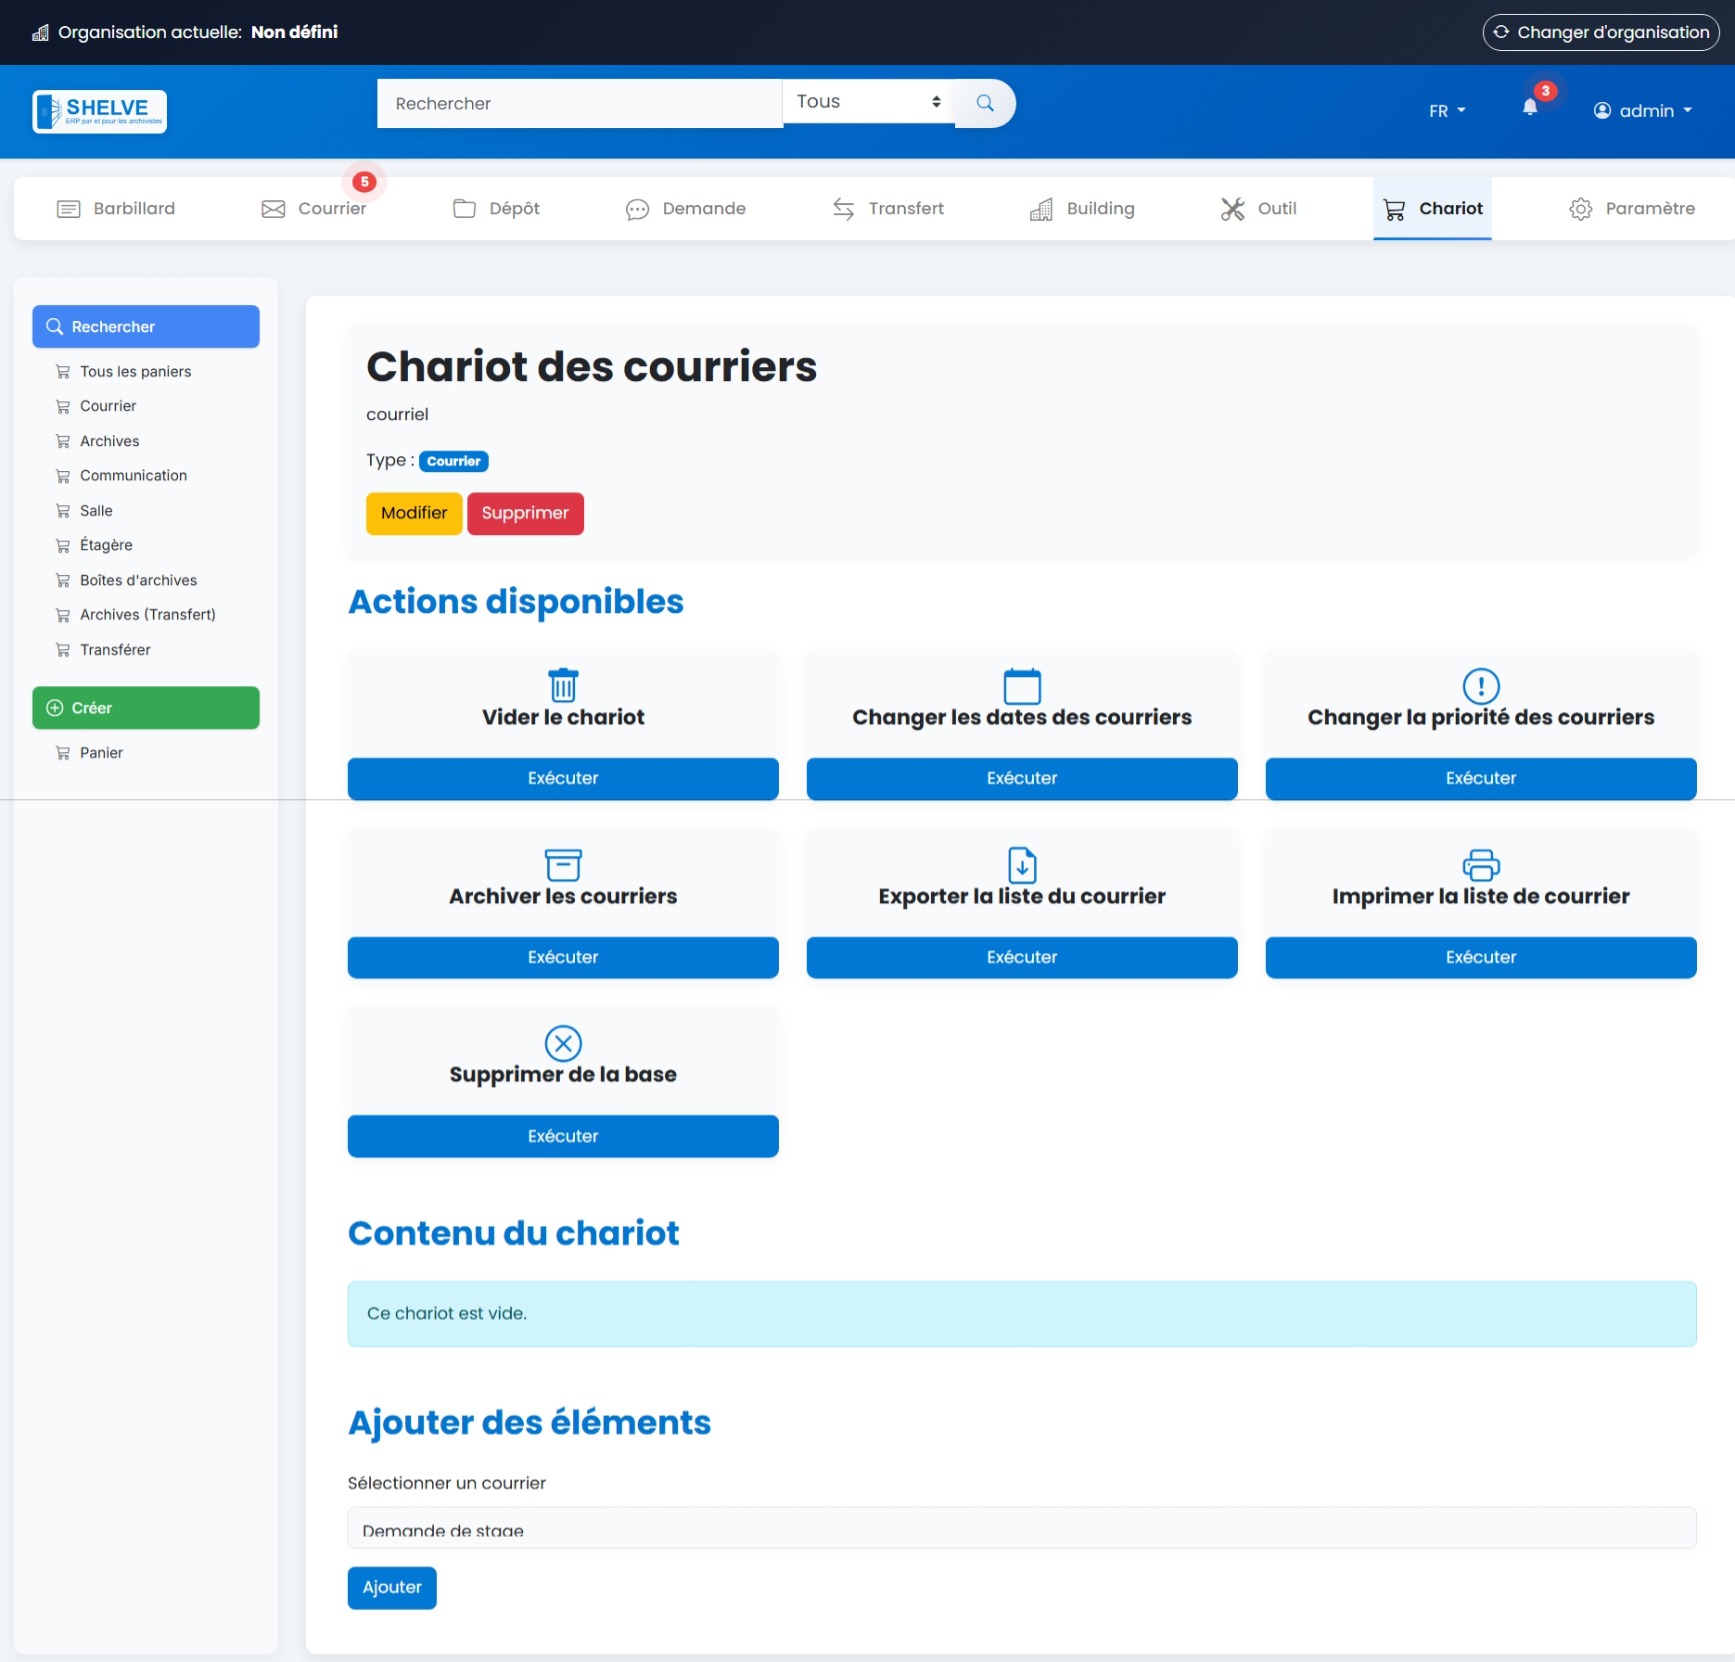 Organisation actuelle: Non défini
Changer d'organisation
SHELVE
ERP par et pour les archivistes
Rechercher
Tous
FR
3
admin
Barbillard
Courrier
5
Dépôt
Demande
Transfert
Building
Outil
Chariot
Paramètre
Rechercher
Tous les paniers
Courrier
Archives
Communication
Salle
Étagère
Boîtes d'archives
Archives (Transfert)
Transférer
Créer
Panier
Chariot des courriers
courriel
Type : Courrier
Modifier
Supprimer
Actions disponibles
Vider le chariot
Exécuter
Changer les dates des courriers
Exécuter
Changer la priorité des courriers
Exécuter
Archiver les courriers
Exécuter
Exporter la liste du courrier
Exécuter
Imprimer la liste de courrier
Exécuter
Supprimer de la base
Exécuter
Contenu du chariot
Ce chariot est vide.
Ajouter des éléments
Sélectionner un courrier
Demande de stage
Ajouter